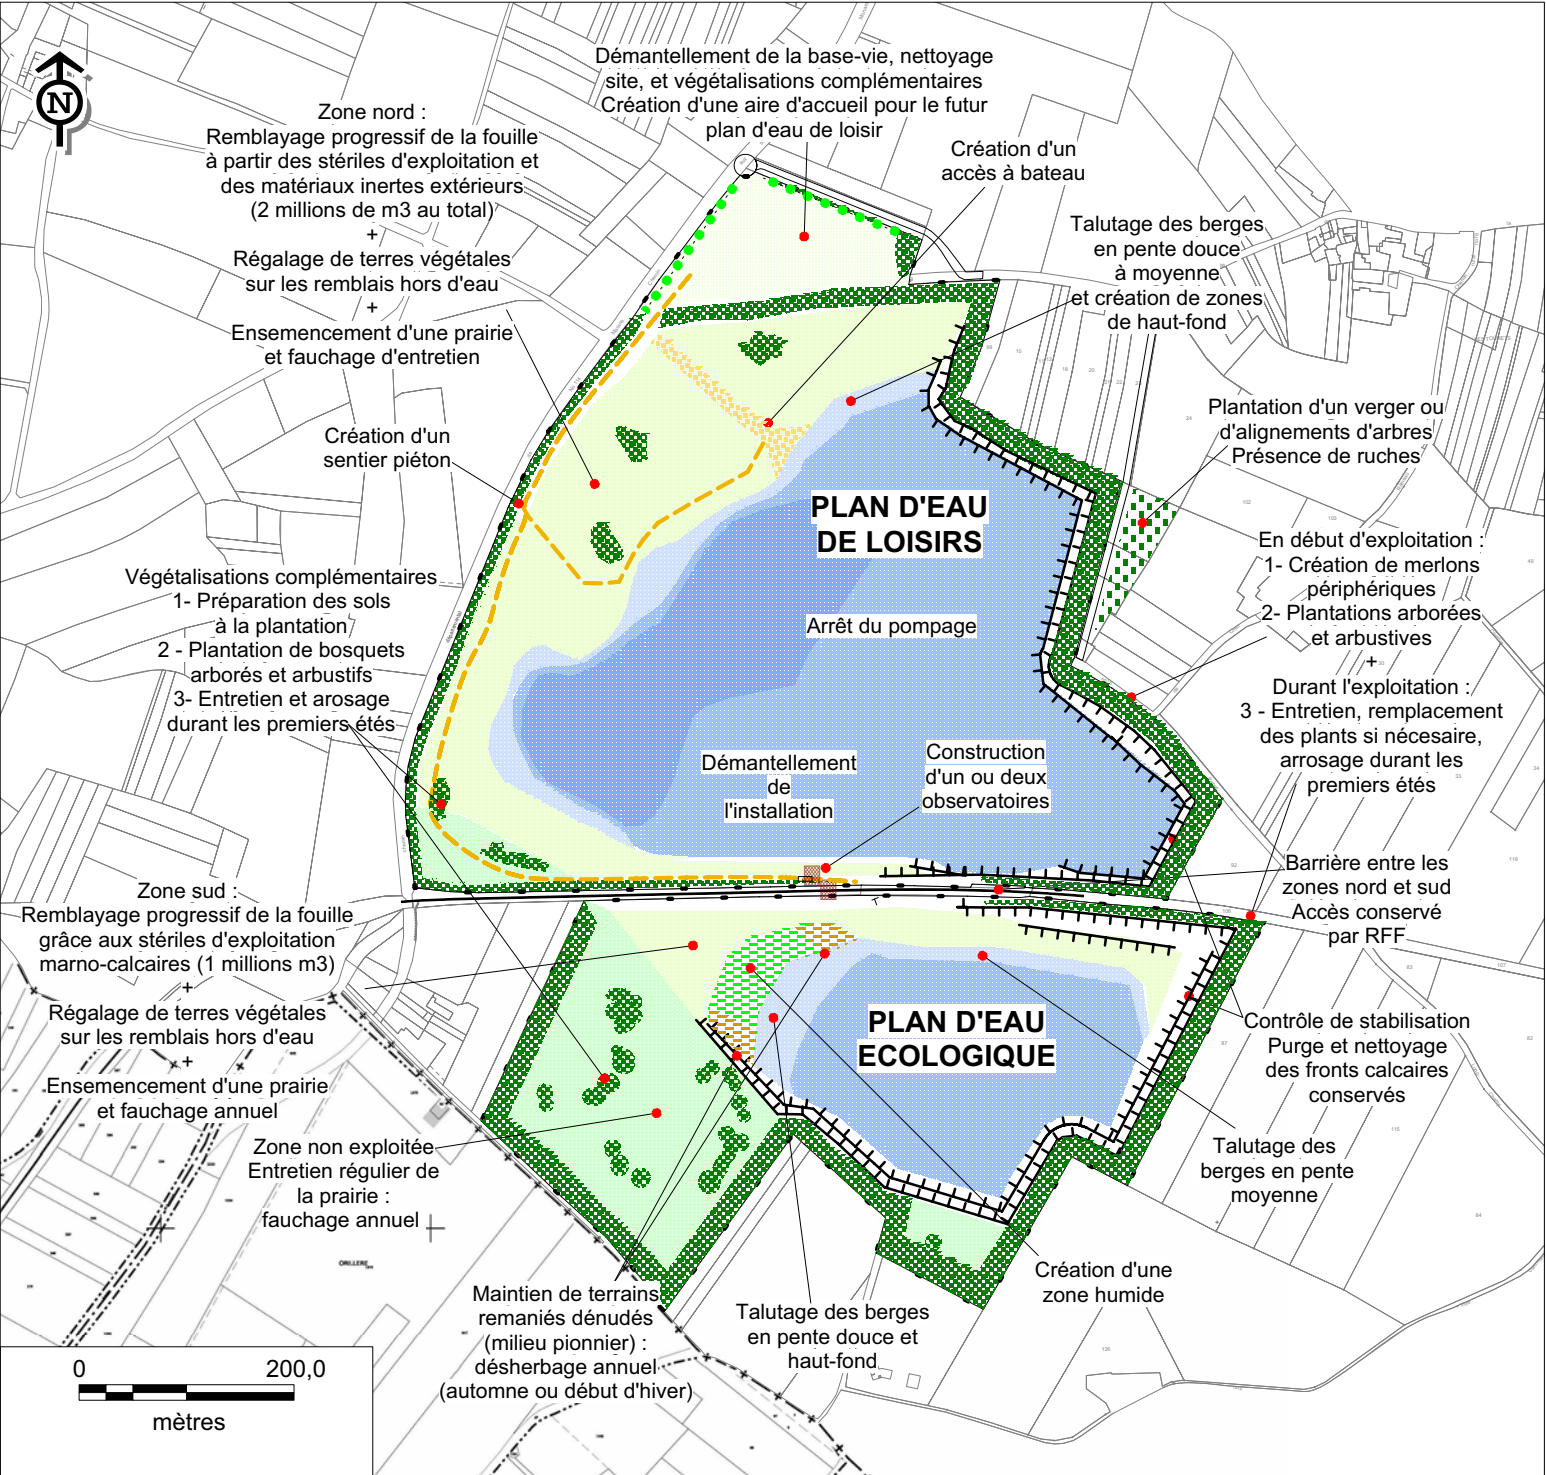 N
Démantellement de la base-vie, nettoyage
site, et végétalisations complémentaires
Création d'une aire d'accueil pour le futur
plan d'eau de loisir
Zone nord :
Remblayage progressif de la fouille
à partir des stériles d'exploitation et
des matériaux inertes extérieurs
(2 millions de m3 au total)
+
Régalage de terres végétales
sur les remblais hors d'eau
+
Ensemencement d'une prairie
et fauchage d'entretien
Création d'un
accès à bateau
Talutage des berges
en pente douce
à moyenne
et création de zones
de haut-fond
Création d'un
sentier piéton
Plantation d'un verger ou
d'alignements d'arbres
Présence de ruches
PLAN D'EAU
DE LOISIRS
Arrêt du pompage
En début d'exploitation :
1- Création de merlons
périphériques
2- Plantations arborées
et arbustives
+
Durant l'exploitation :
3 - Entretien, remplacement
des plants si nécesaire,
arrosage durant les
premiers étés
Végétalisations complémentaires
1- Préparation des sols
à la plantation
2 - Plantation de bosquets
arborés et arbustifs
3- Entretien et arosage
durant les premiers étés
Démantellement
de
l'installation
Construction
d'un ou deux
observatoires
Barrière entre les
zones nord et sud
Accès conservé
par RFF
Zone sud :
Remblayage progressif de la fouille
grâce aux stériles d'exploitation
marno-calcaires (1 millions m3)
+
Régalage de terres végétales
sur les remblais hors d'eau
+
Ensemencement d'une prairie
et fauchage annuel
PLAN D'EAU
ECOLOGIQUE
Contrôle de stabilisation
Purge et nettoyage
des fronts calcaires
conservés
Zone non exploitée
Entretien régulier de
la prairie :
fauchage annuel
Talutage des
berges en pente
moyenne
Création d'une
zone humide
Maintien de terrains
remaniés dénudés
(milieu pionnier) :
désherbage annuel
(automne ou début d'hiver)
Talutage des berges
en pente douce et
haut-fond
0 200,0
mètres